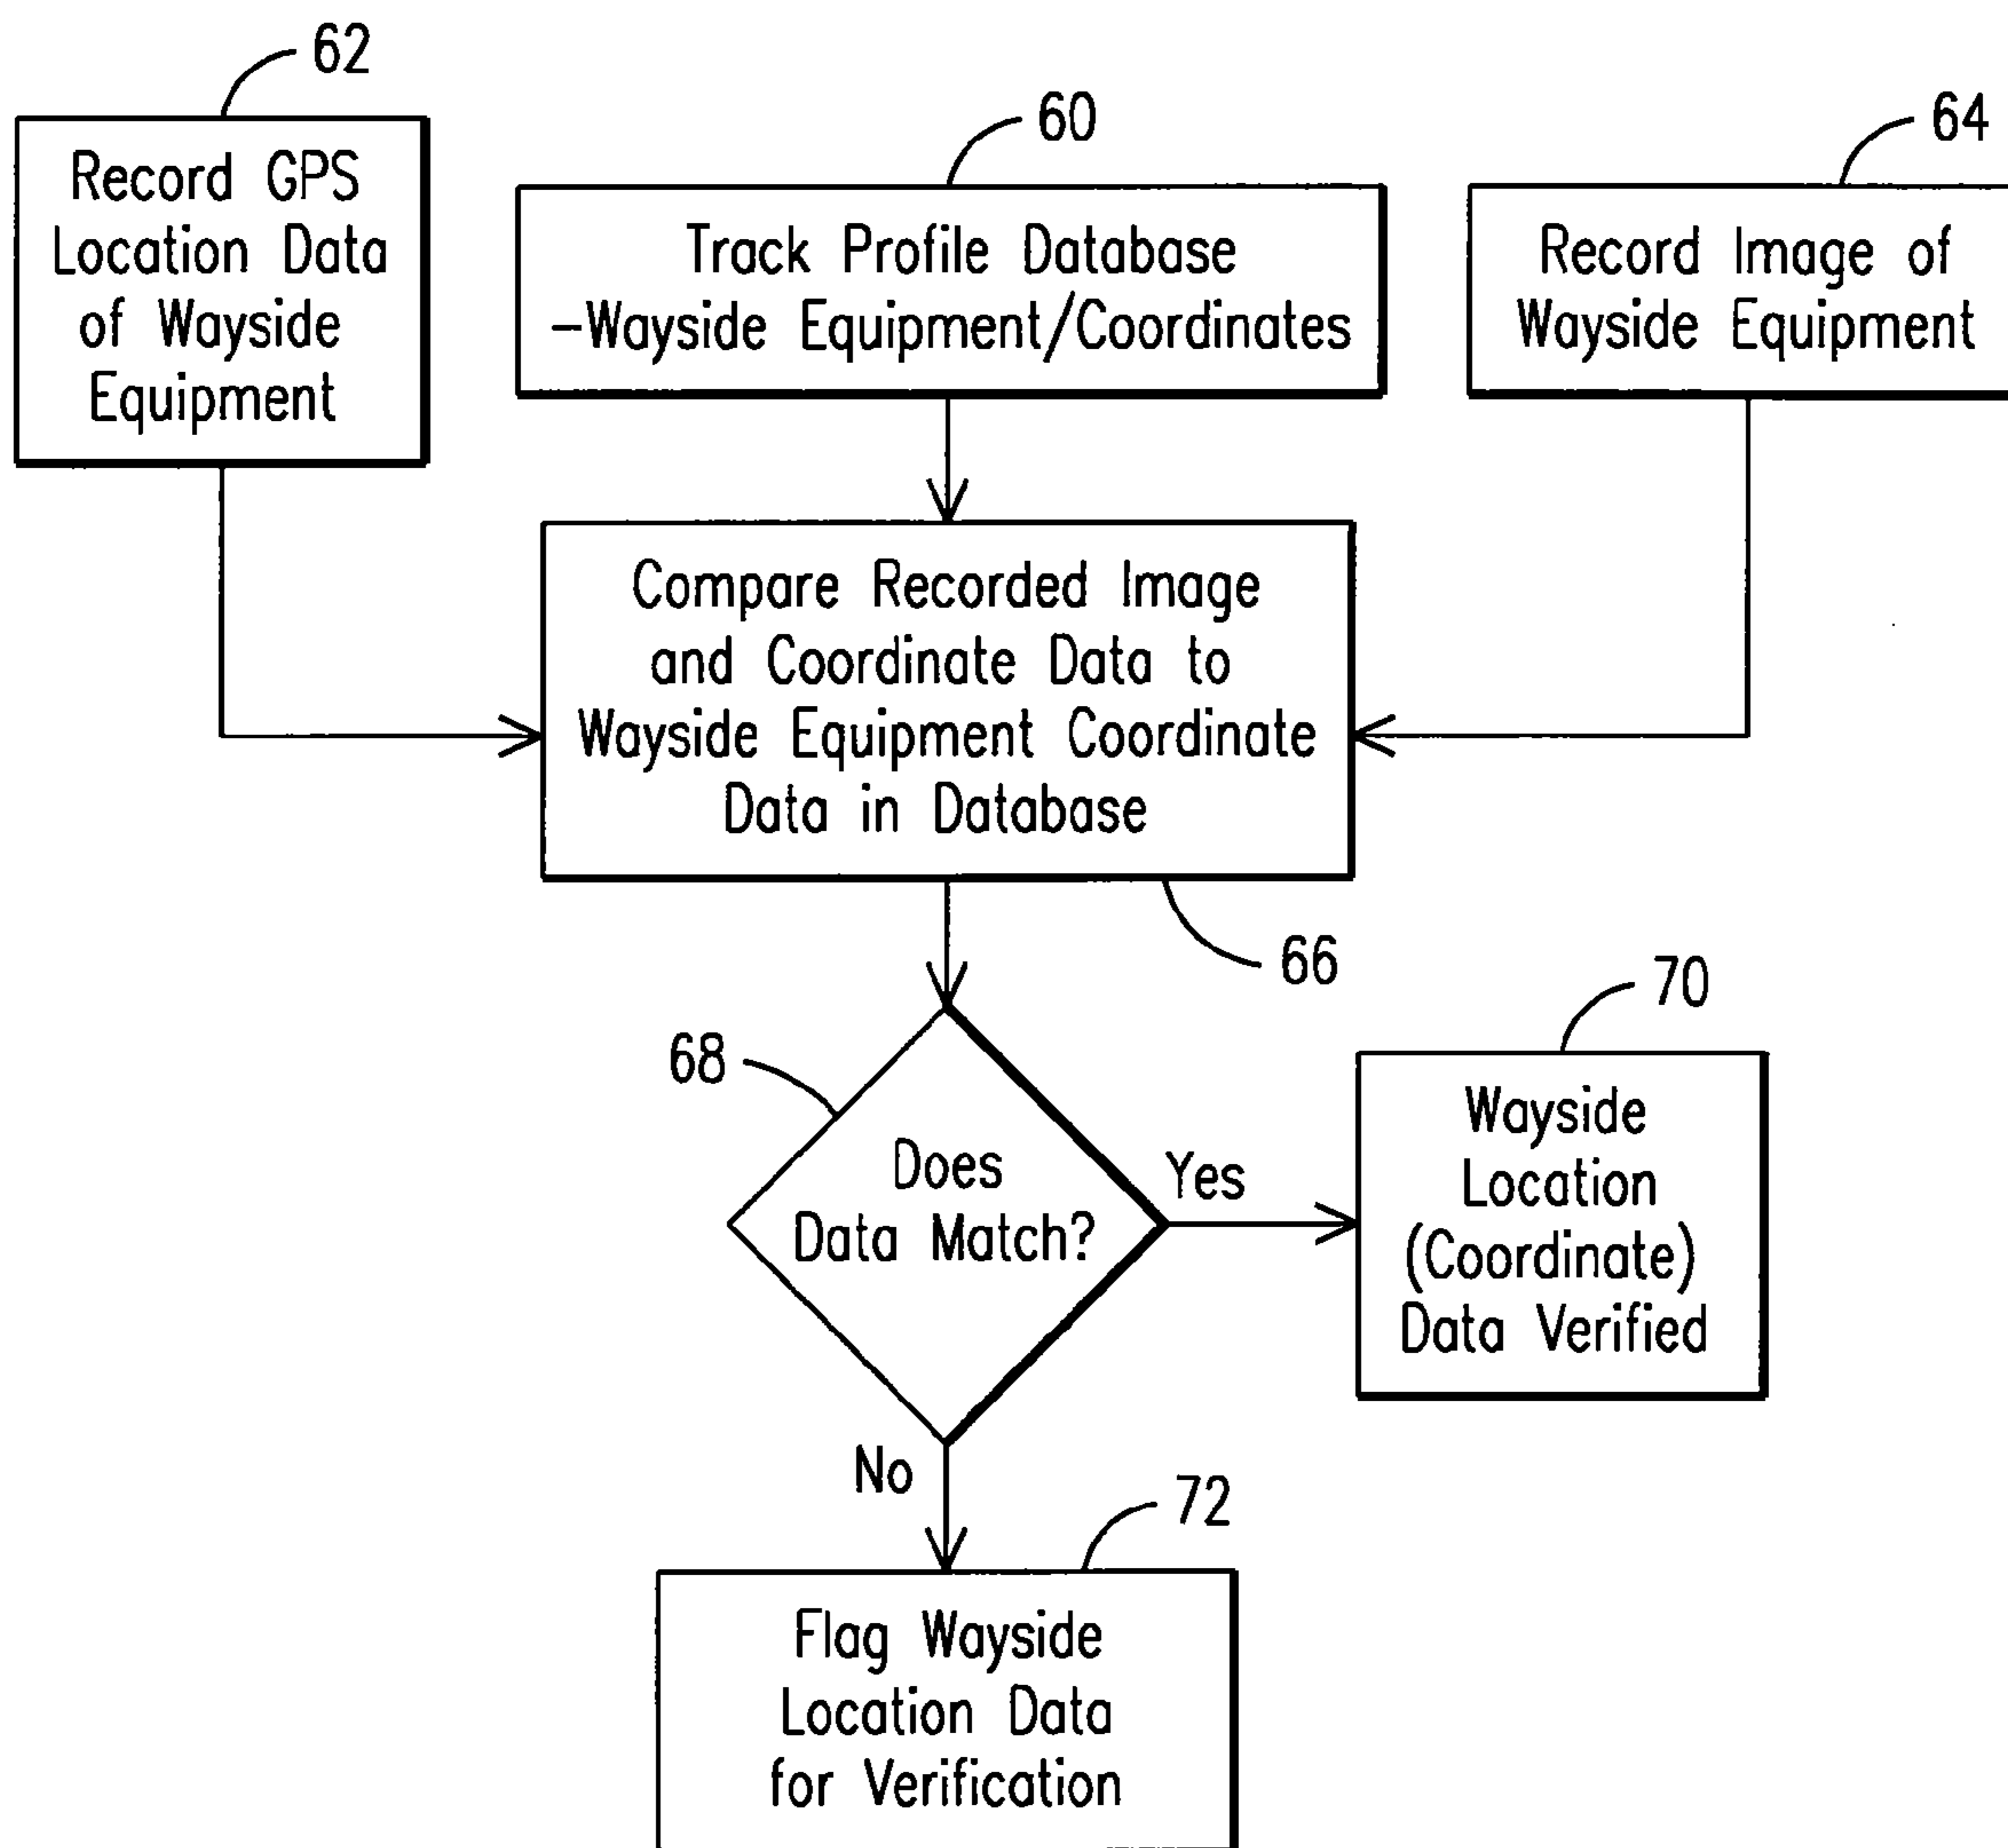 62
Record GPS
Location Data
of Wayside
Equipment
60
Track Profile Database
-Wayside Equipment/Coordinates
64
Record Image of
Wayside Equipment
Compare Recorded Image
and Coordinate Data to
Wayside Equipment Coordinate
Data in Database
66
68
Does
Data Match?
Yes
70
Wayside
Location
(Coordinate)
Data Verified
No
72
Flag Wayside
Location Data
for Verification